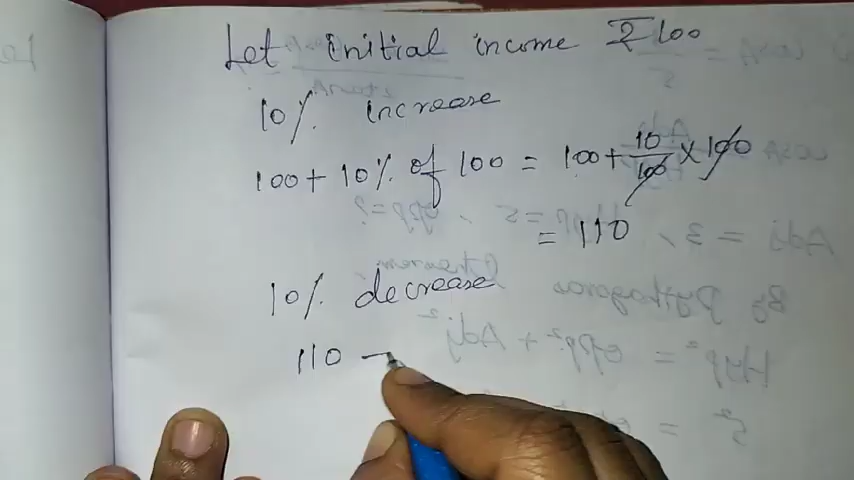 Let initial income ₹ 100
10% increase
100 + 10% of 100 = 100 + 10/100 × 100
= 110
10% decrease
110 —